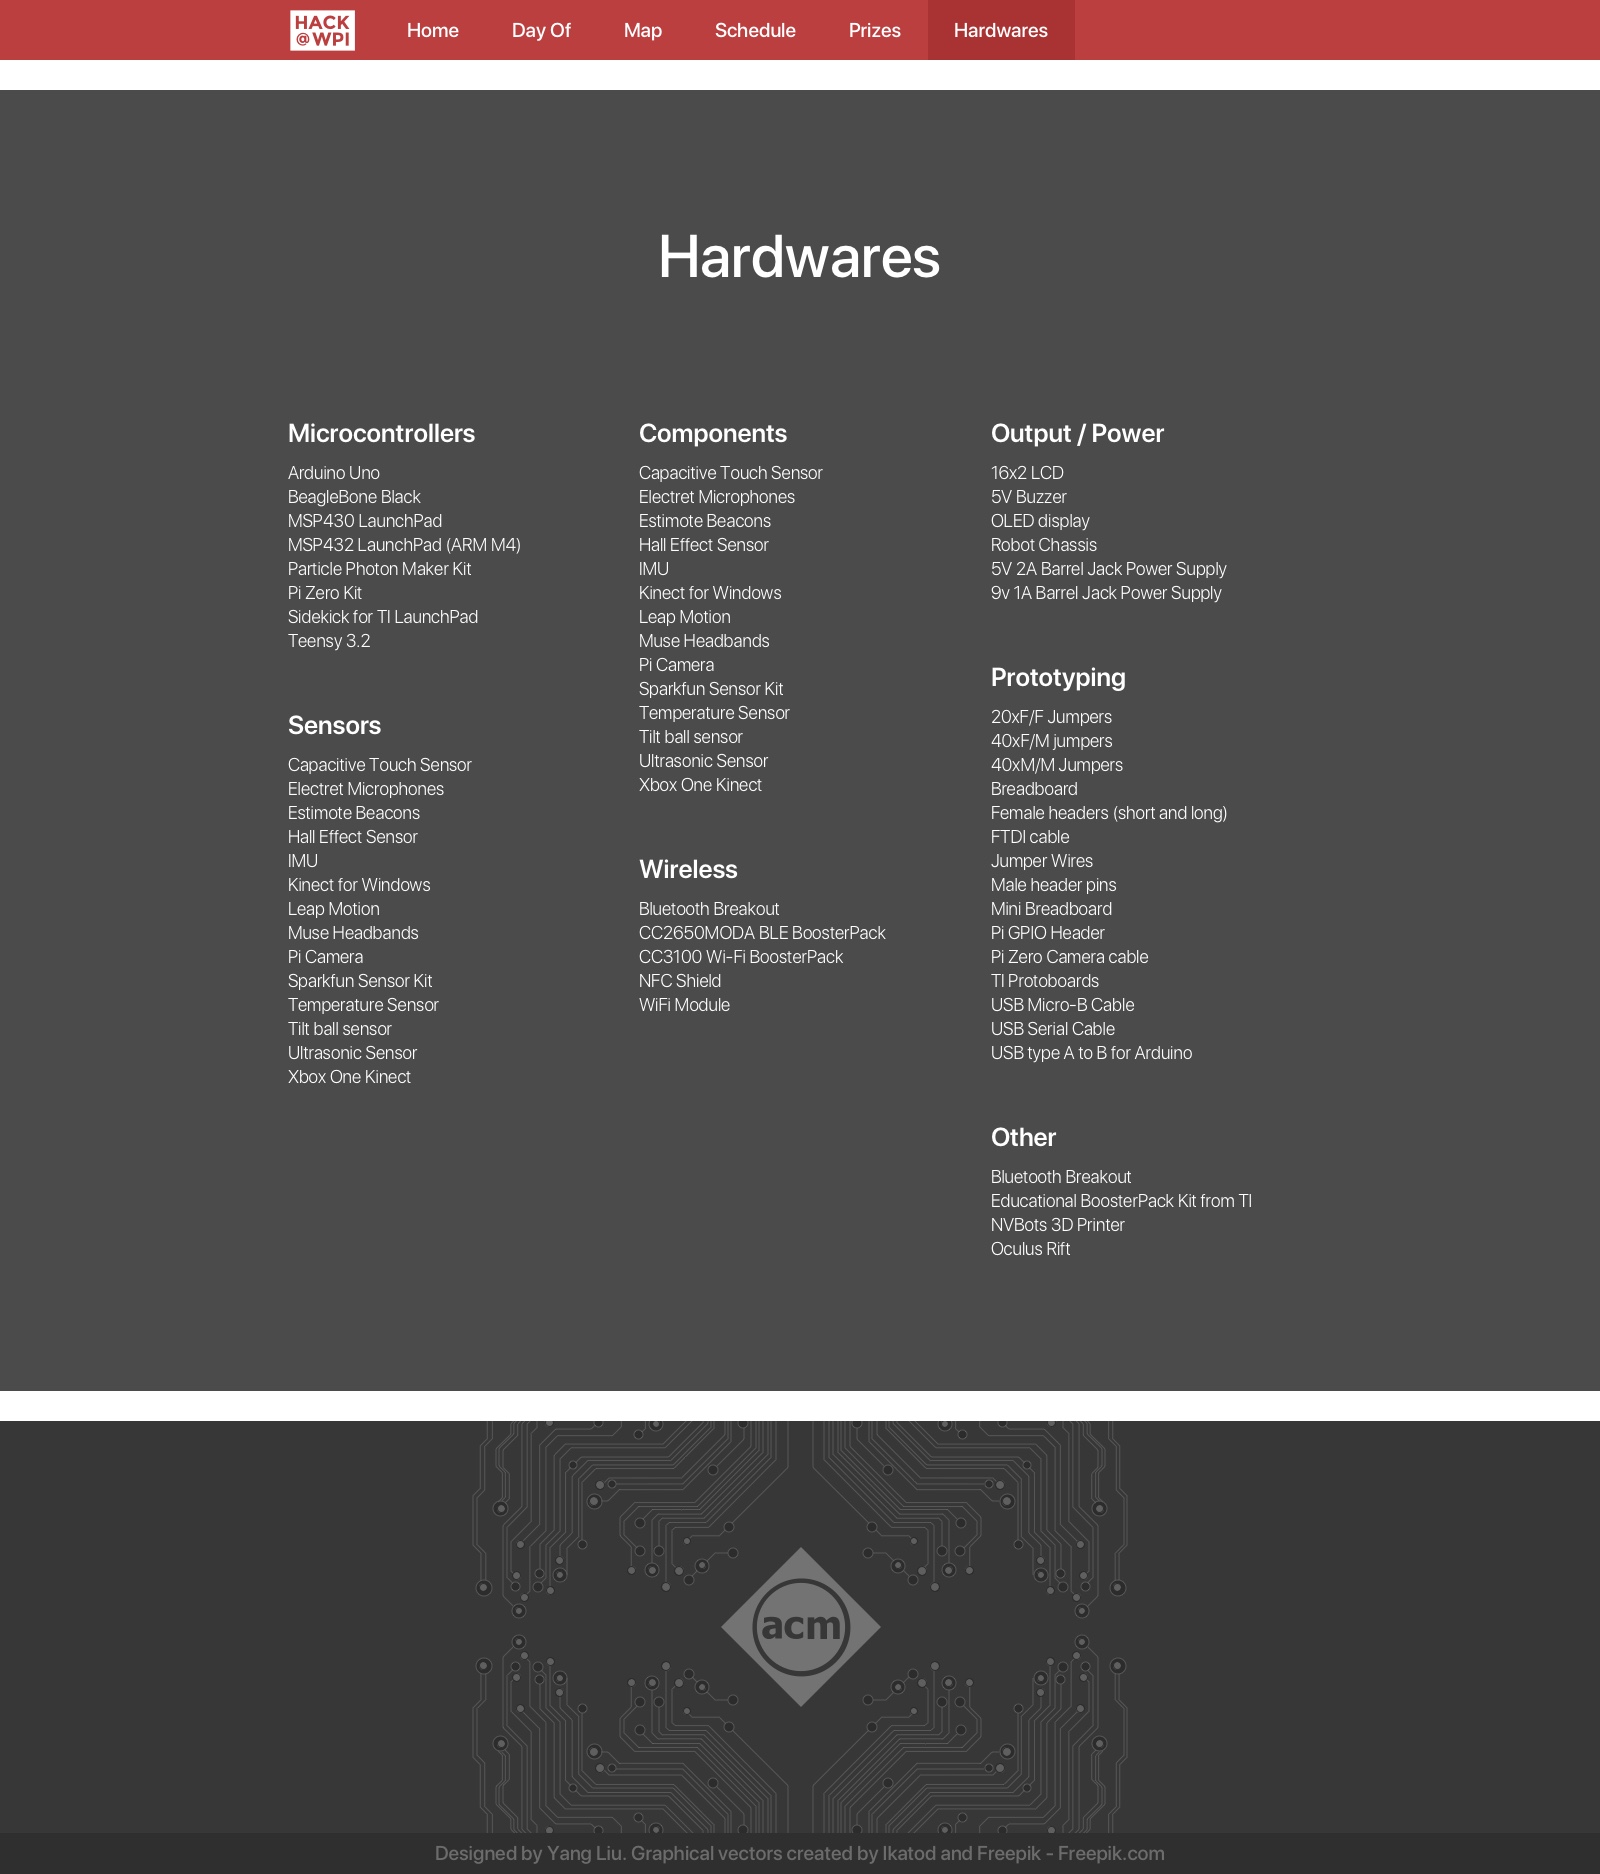 HACK
@WPI
Home Day Of Map Schedule Prizes Hardwares
Hardwares
Microcontrollers
Arduino Uno
BeagleBone Black
MSP430 LaunchPad
MSP432 LaunchPad (ARM M4)
Particle Photon Maker Kit
Pi Zero Kit
Sidekick for TI LaunchPad
Teensy 3.2
Sensors
Capacitive Touch Sensor
Electret Microphones
Estimote Beacons
Hall Effect Sensor
IMU
Kinect for Windows
Leap Motion
Muse Headbands
Pi Camera
Sparkfun Sensor Kit
Temperature Sensor
Tilt ball sensor
Ultrasonic Sensor
Xbox One Kinect
Components
Capacitive Touch Sensor
Electret Microphones
Estimote Beacons
Hall Effect Sensor
IMU
Kinect for Windows
Leap Motion
Muse Headbands
Pi Camera
Sparkfun Sensor Kit
Temperature Sensor
Tilt ball sensor
Ultrasonic Sensor
Xbox One Kinect
Wireless
Bluetooth Breakout
CC2650MODA BLE BoosterPack
CC3100 Wi-Fi BoosterPack
NFC Shield
WiFi Module
Output / Power
16x2 LCD
5V Buzzer
OLED display
Robot Chassis
5V 2A Barrel Jack Power Supply
9v 1A Barrel Jack Power Supply
Prototyping
20xF/F Jumpers
40xF/M jumpers
40xM/M Jumpers
Breadboard
Female headers (short and long)
FTDI cable
Jumper Wires
Male header pins
Mini Breadboard
Pi GPIO Header
Pi Zero Camera cable
TI Protoboards
USB Micro-B Cable
USB Serial Cable
USB type A to B for Arduino
Other
Bluetooth Breakout
Educational BoosterPack Kit from TI
NVBots 3D Printer
Oculus Rift
acm
Designed by Yang Liu. Graphical vectors created by Ikatod and Freepik - Freepik.com